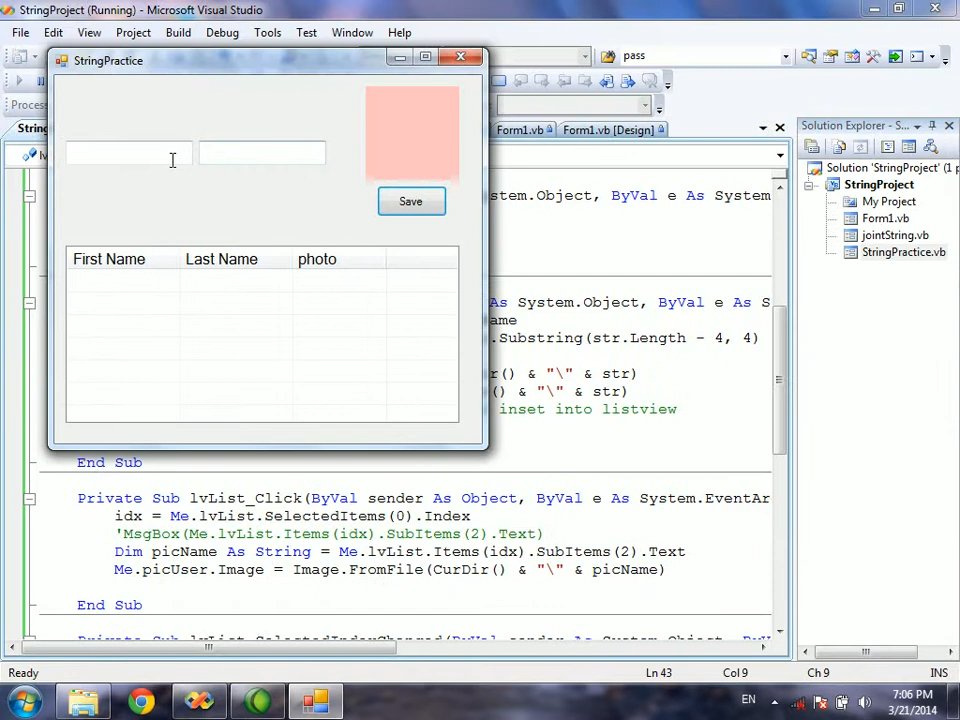 StringProject (Running) - Microsoft Visual Studio
File Edit View Project Build Debug Tools Test Window Help
StringPractice
pass
Process
String
Form1.vb
Form1.vb [Design]
Solution Explorer - S...
Solution 'StringProject' (1 p
StringProject
My Project
Form1.vb
jointString.vb
StringPractice.vb
Save
First Name Last Name photo
stem.Object, ByVal e As System
As System.Object, ByVal e As S
ame
.Substring(str.Length - 4, 4)
r() & "\" & str)
() & "\" & str)
inset into listview
End Sub
Private Sub lvList_Click(ByVal sender As Object, ByVal e As System.EventAr
idx = Me.lvList.SelectedItems(0).Index
'MsgBox(Me.lvList.Items(idx).SubItems(2).Text)
Dim picName As String = Me.lvList.Items(idx).SubItems(2).Text
Me.picUser.Image = Image.FromFile(CurDir() & "\" & picName)
End Sub
Ready Ln 43 Col 9 Ch 9 INS
EN 7:06 PM
3/21/2014